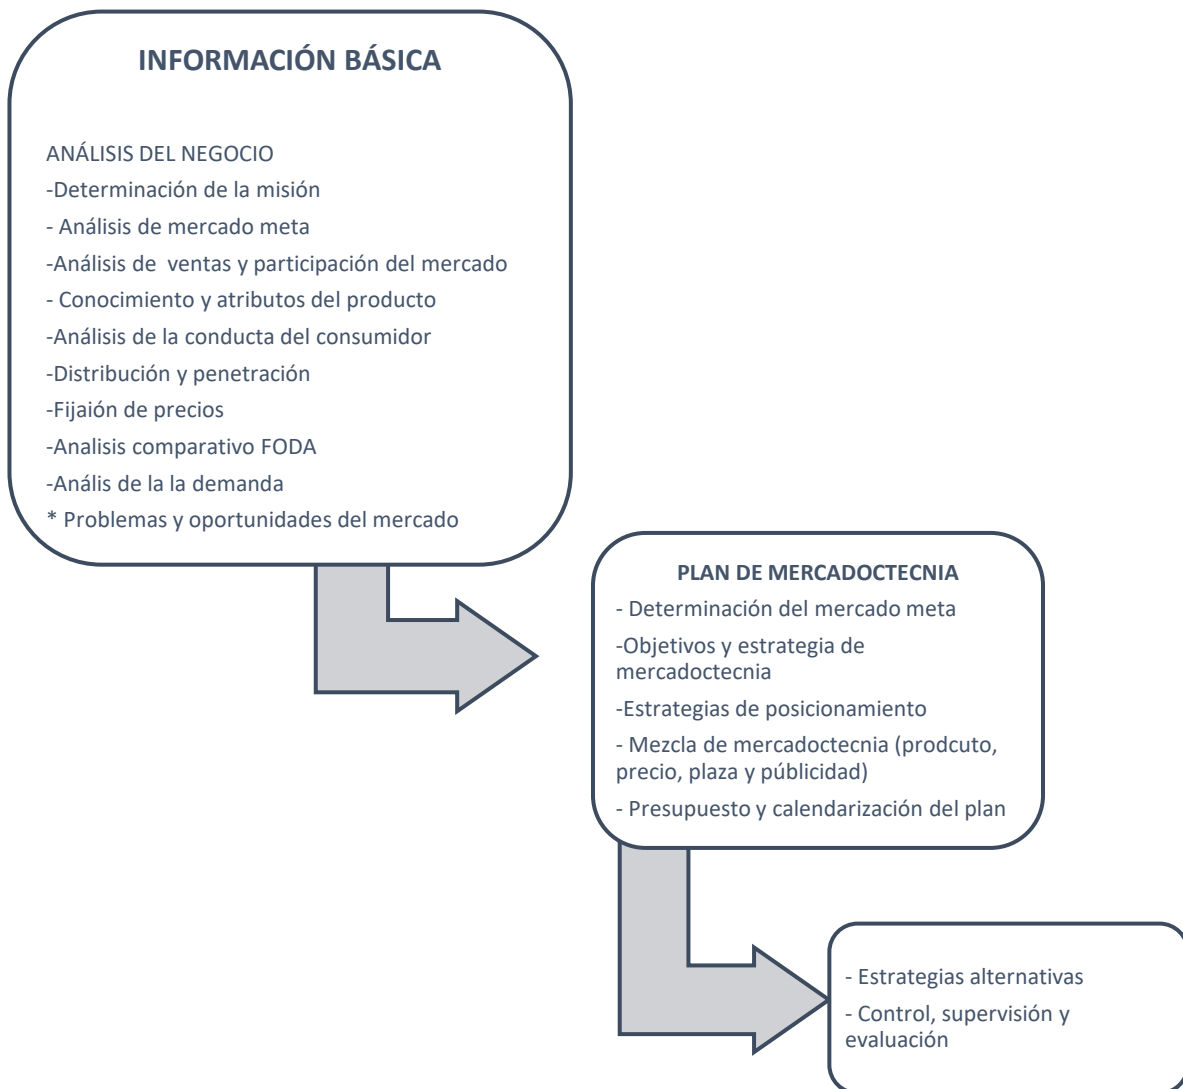 INFORMACIÓN BÁSICA
ANÁLISIS DEL NEGOCIO
-Determinación de la misión
- Análisis de mercado meta
-Análisis de  ventas y participación del mercado
- Conocimiento y atributos del producto
-Análisis de la conducta del consumidor
-Distribución y penetración
-Fijaión de precios
-Analisis comparativo FODA
-Anális de la la demanda
* Problemas y oportunidades del mercado
PLAN DE MERCADOCTECNIA
- Determinación del mercado meta
-Objetivos y estrategia de
mercadoctecnia
-Estrategias de posicionamiento
- Mezcla de mercadoctecnia (prodcuto,
precio, plaza y públicidad)
- Presupuesto y calendarización del plan
- Estrategias alternativas
- Control, supervisión y
evaluación